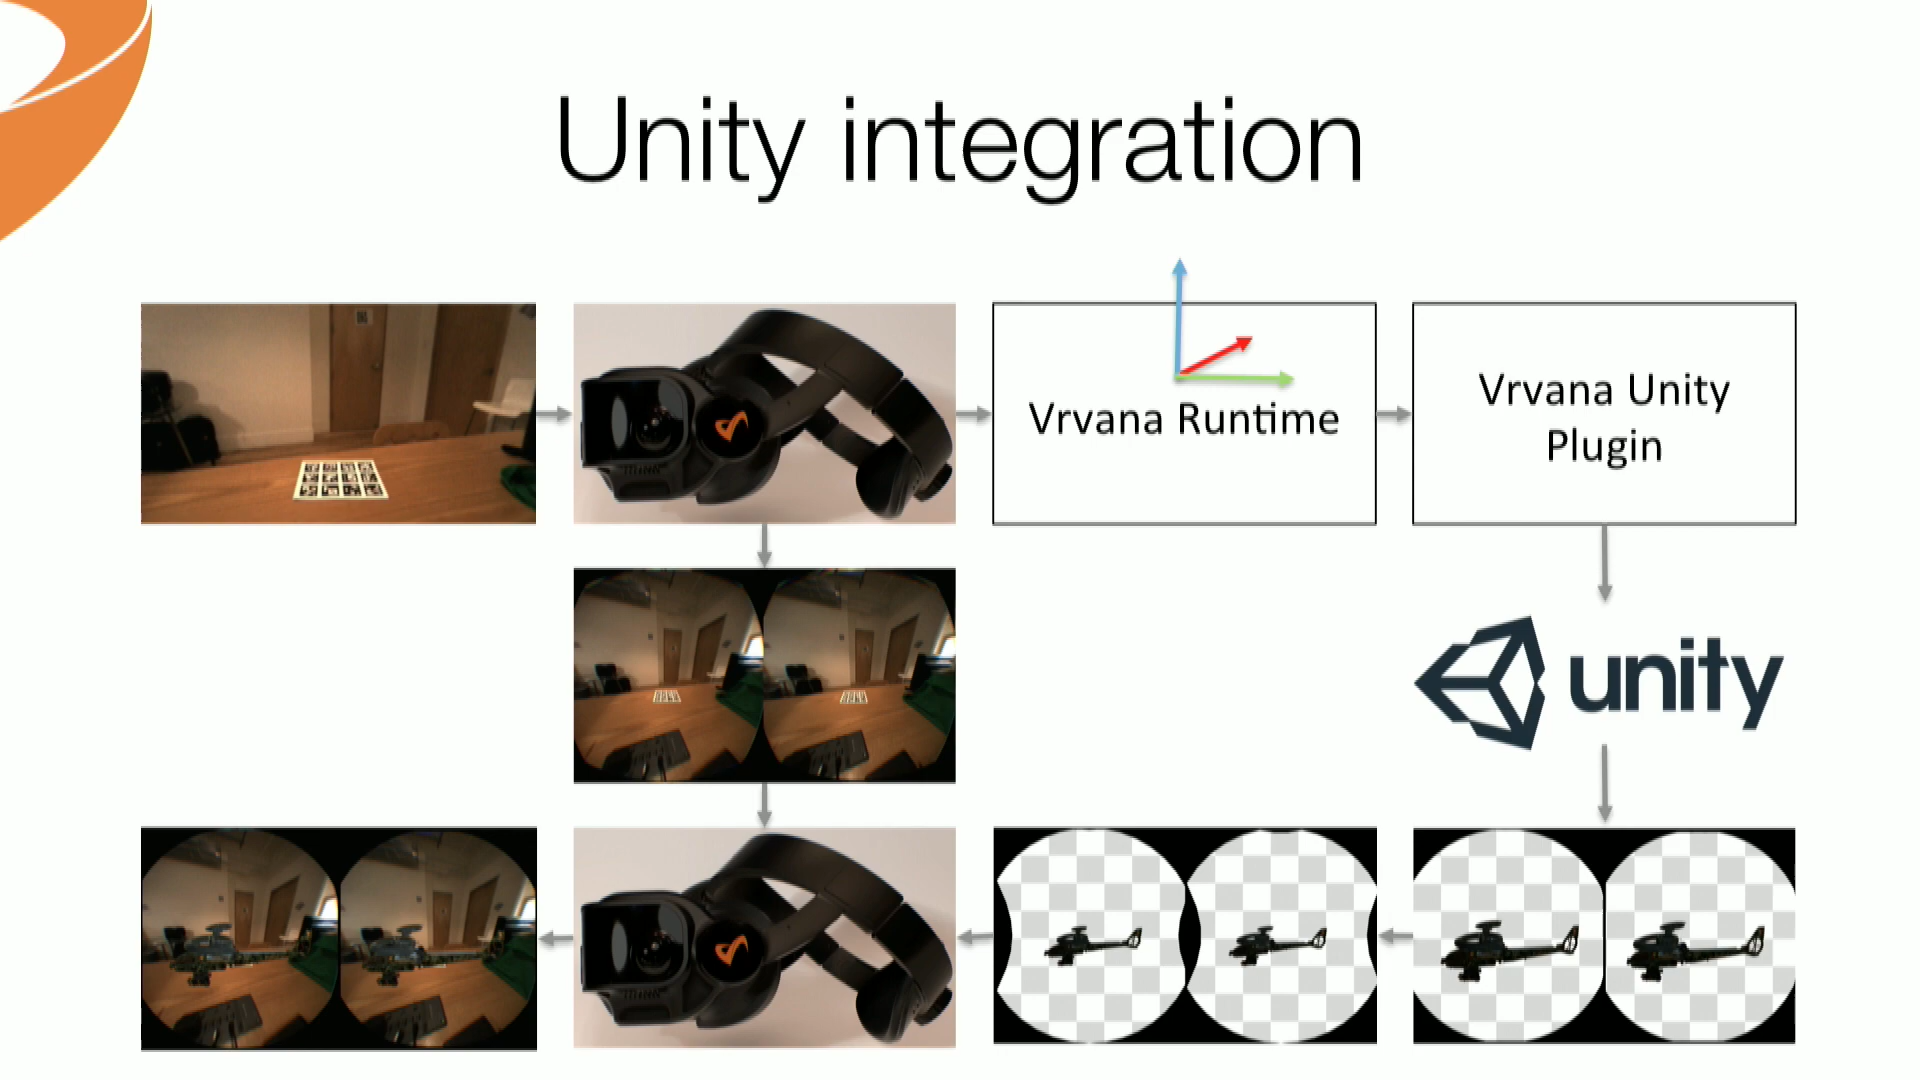 Unity integration
Vrvana Runtime
Vrvana Unity
Plugin
unity